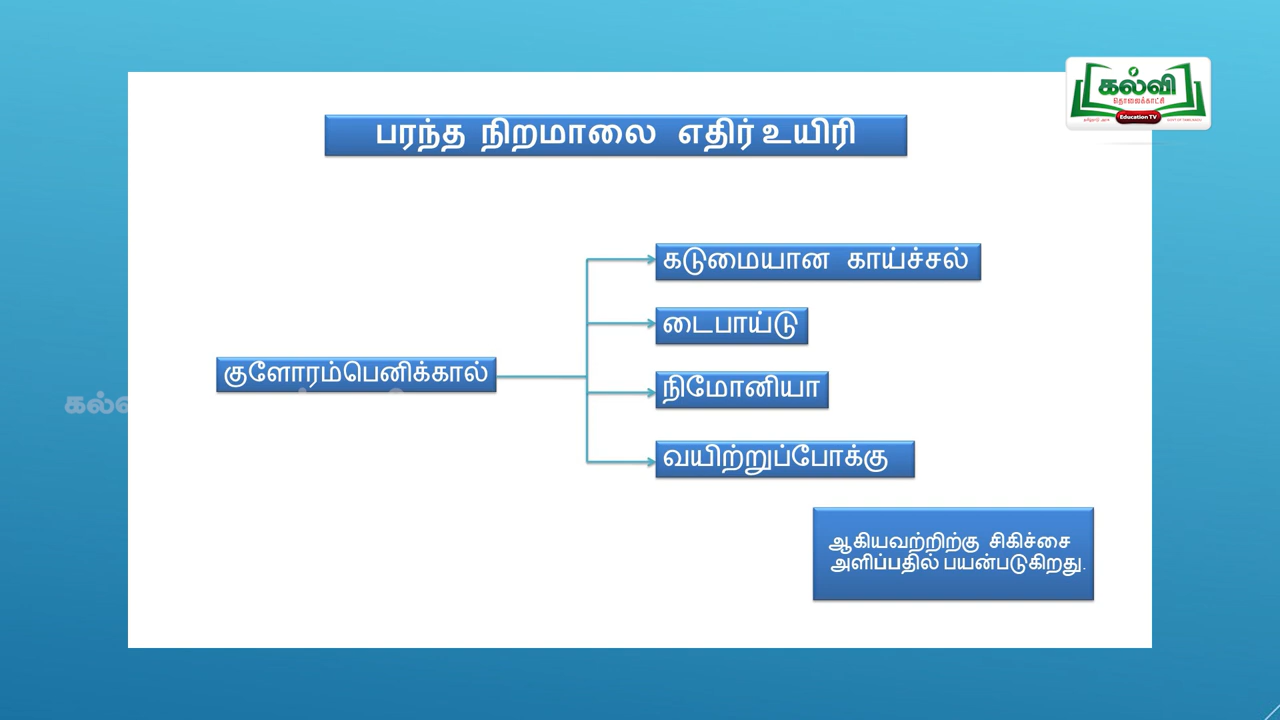 கல்வி
தொலைக்காட்சி
Education TV
பரந்த நிறமாலை எதிர் உயிரி
கடுமையான காய்ச்சல்
டைபாய்டு
குளோரம்பெனிக்கால்
நிமோனியா
வயிற்றுப்போக்கு
ஆகியவற்றிற்கு சிகிச்சை
அளிப்பதில் பயன்படுகிறது.